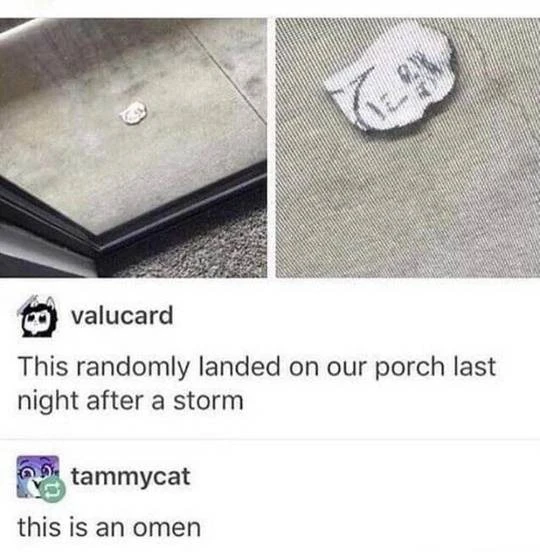 valucard
This randomly landed on our porch last
night after a storm
tammycat
this is an omen